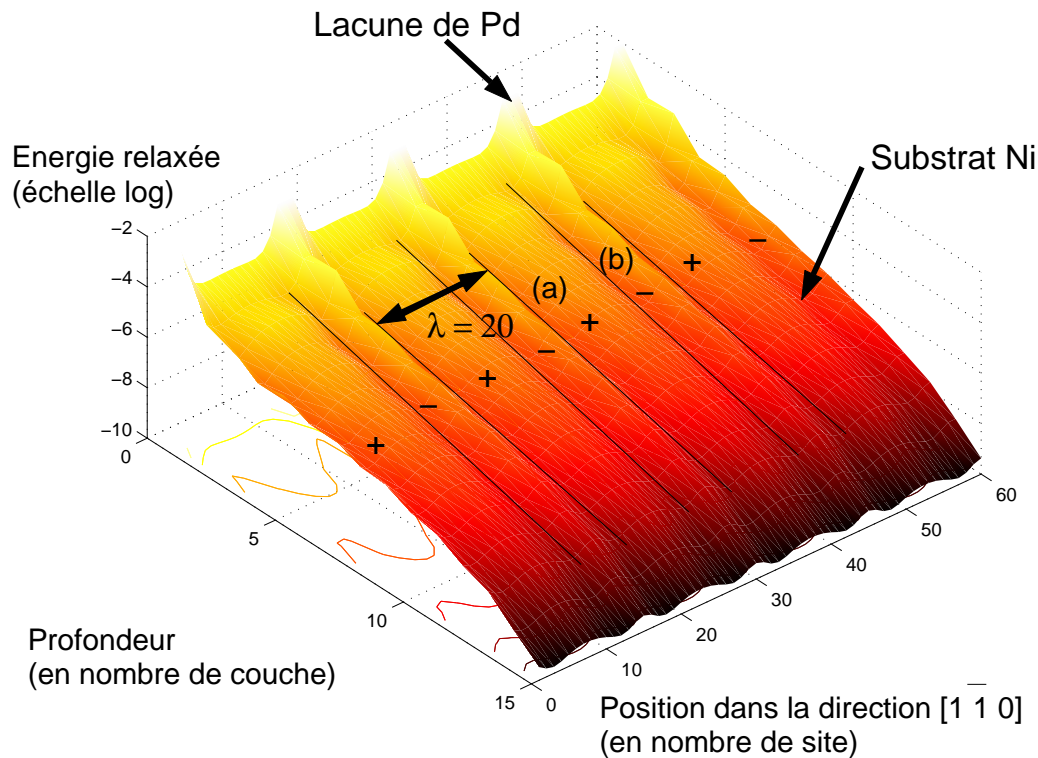 Lacune de Pd
Energie relaxée
(échelle log)
Substrat Ni
−2
−4
−6
−8
−10
(a)
(b)
λ = 20
+
−
+
−
+
−
+
−
0
5
10
15
0
10
20
30
40
50
60
Profondeur
(en nombre de couche)
Position dans la direction [1 1̅ 0]
(en nombre de site)